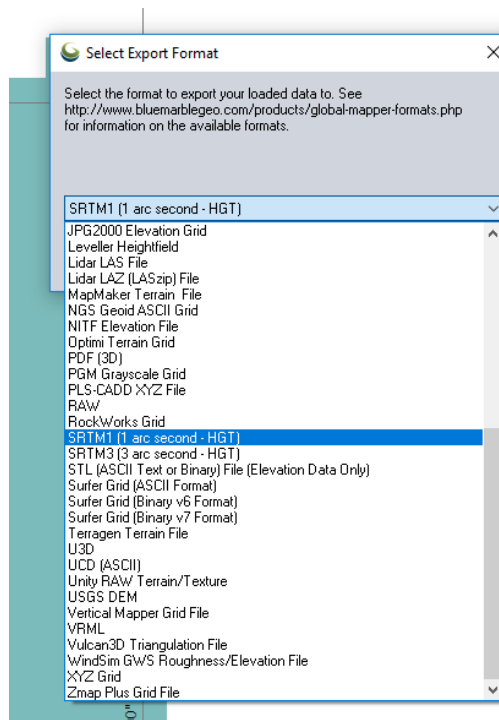 Select Export Format
Select the format to export your loaded data to. See
http://www.bluemarblegeo.com/products/global-mapper-formats.php
for information on the available formats.
SRTM1 (1 arc second - HGT)
JPG2000 Elevation Grid
Leveller Heightfield
Lidar LAS File
Lidar LAZ (LASzip) File
MapMaker Terrain  File
NGS Geoid ASCII Grid
NITF Elevation File
Optimi Terrain Grid
PDF (3D)
PGM Grayscale Grid
PLS-CADD XYZ File
RAW
RockWorks Grid
SRTM1 (1 arc second - HGT)
SRTM3 (3 arc second - HGT)
STL (ASCII Text or Binary) File (Elevation Data Only)
Surfer Grid (ASCII Format)
Surfer Grid (Binary v6 Format)
Surfer Grid (Binary v7 Format)
Terragen Terrain File
U3D
UCD (ASCII)
Unity RAW Terrain/Texture
USGS DEM
Vertical Mapper Grid File
VRML
Vulcan3D Triangulation File
WindSim GWS Roughness/Elevation File
XYZ Grid
Zmap Plus Grid File